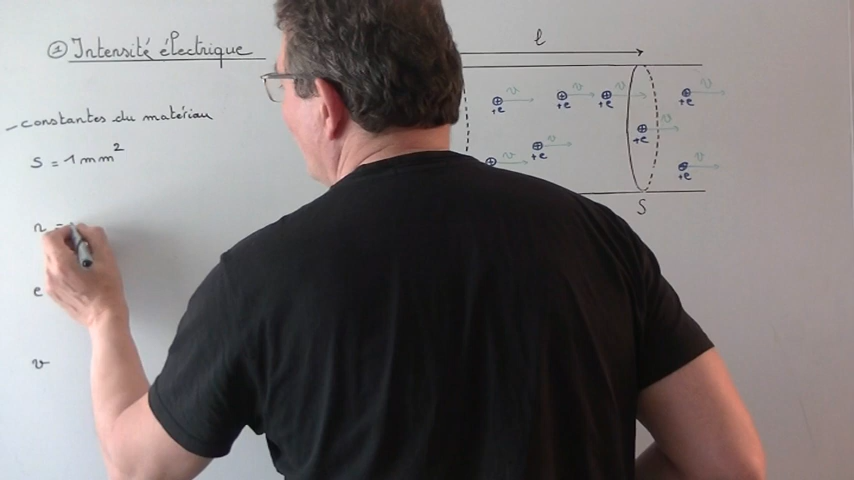 ① Intensité électrique
- constantes du matériau
S = 1 mm²
n =
e
v
l
v
v
v
v
+e
+e
+e
v
+e
v
+e
v
+e
v
+e
v
+e
S